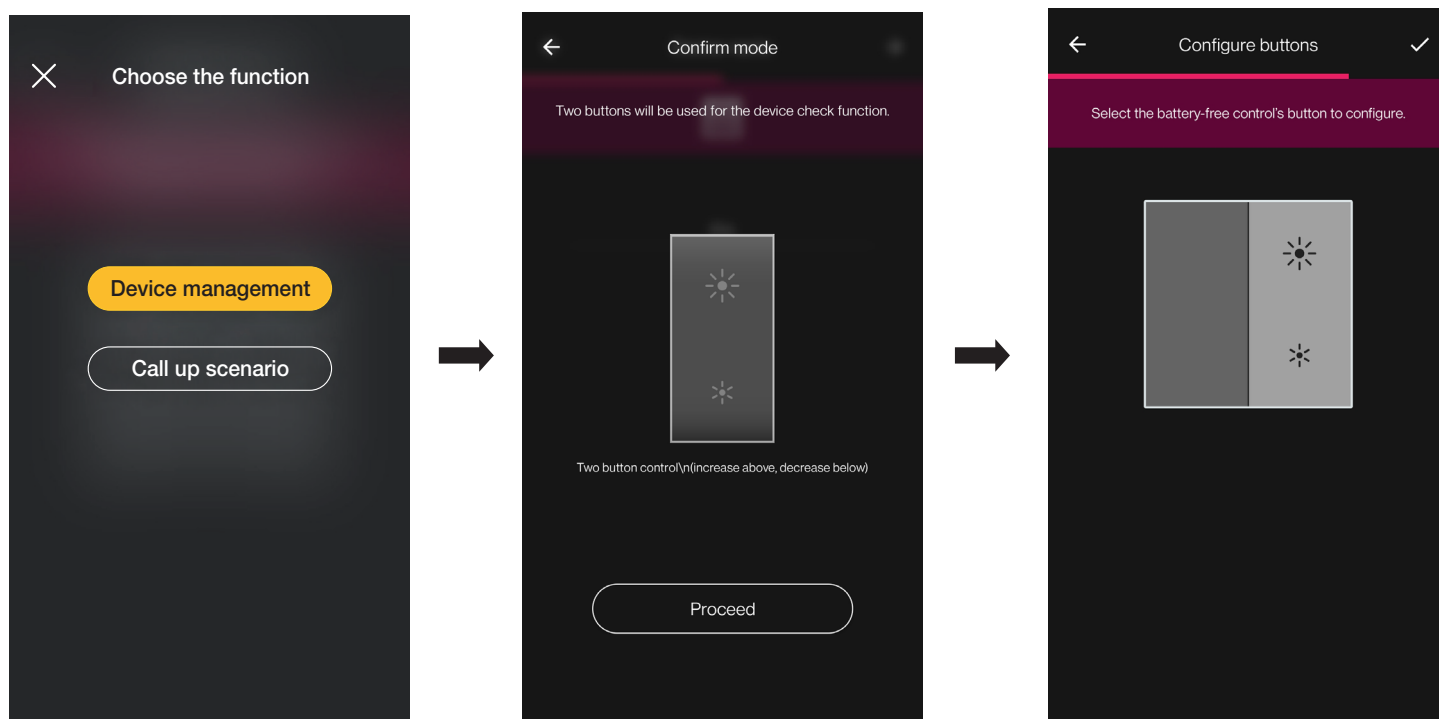 Choose the function
Device management
Call up scenario
Confirm mode
Two buttons will be used for the device check function.
Two button control\n(increase above, decrease below)
Proceed
Configure buttons
Select the battery-free control's button to configure.